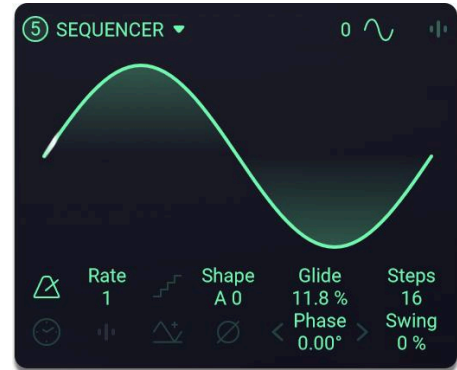 5 SEQUENCER 0
Rate Shape Glide Steps
1 A 0 11.8 % 16
Phase Swing
0.00° 0 %